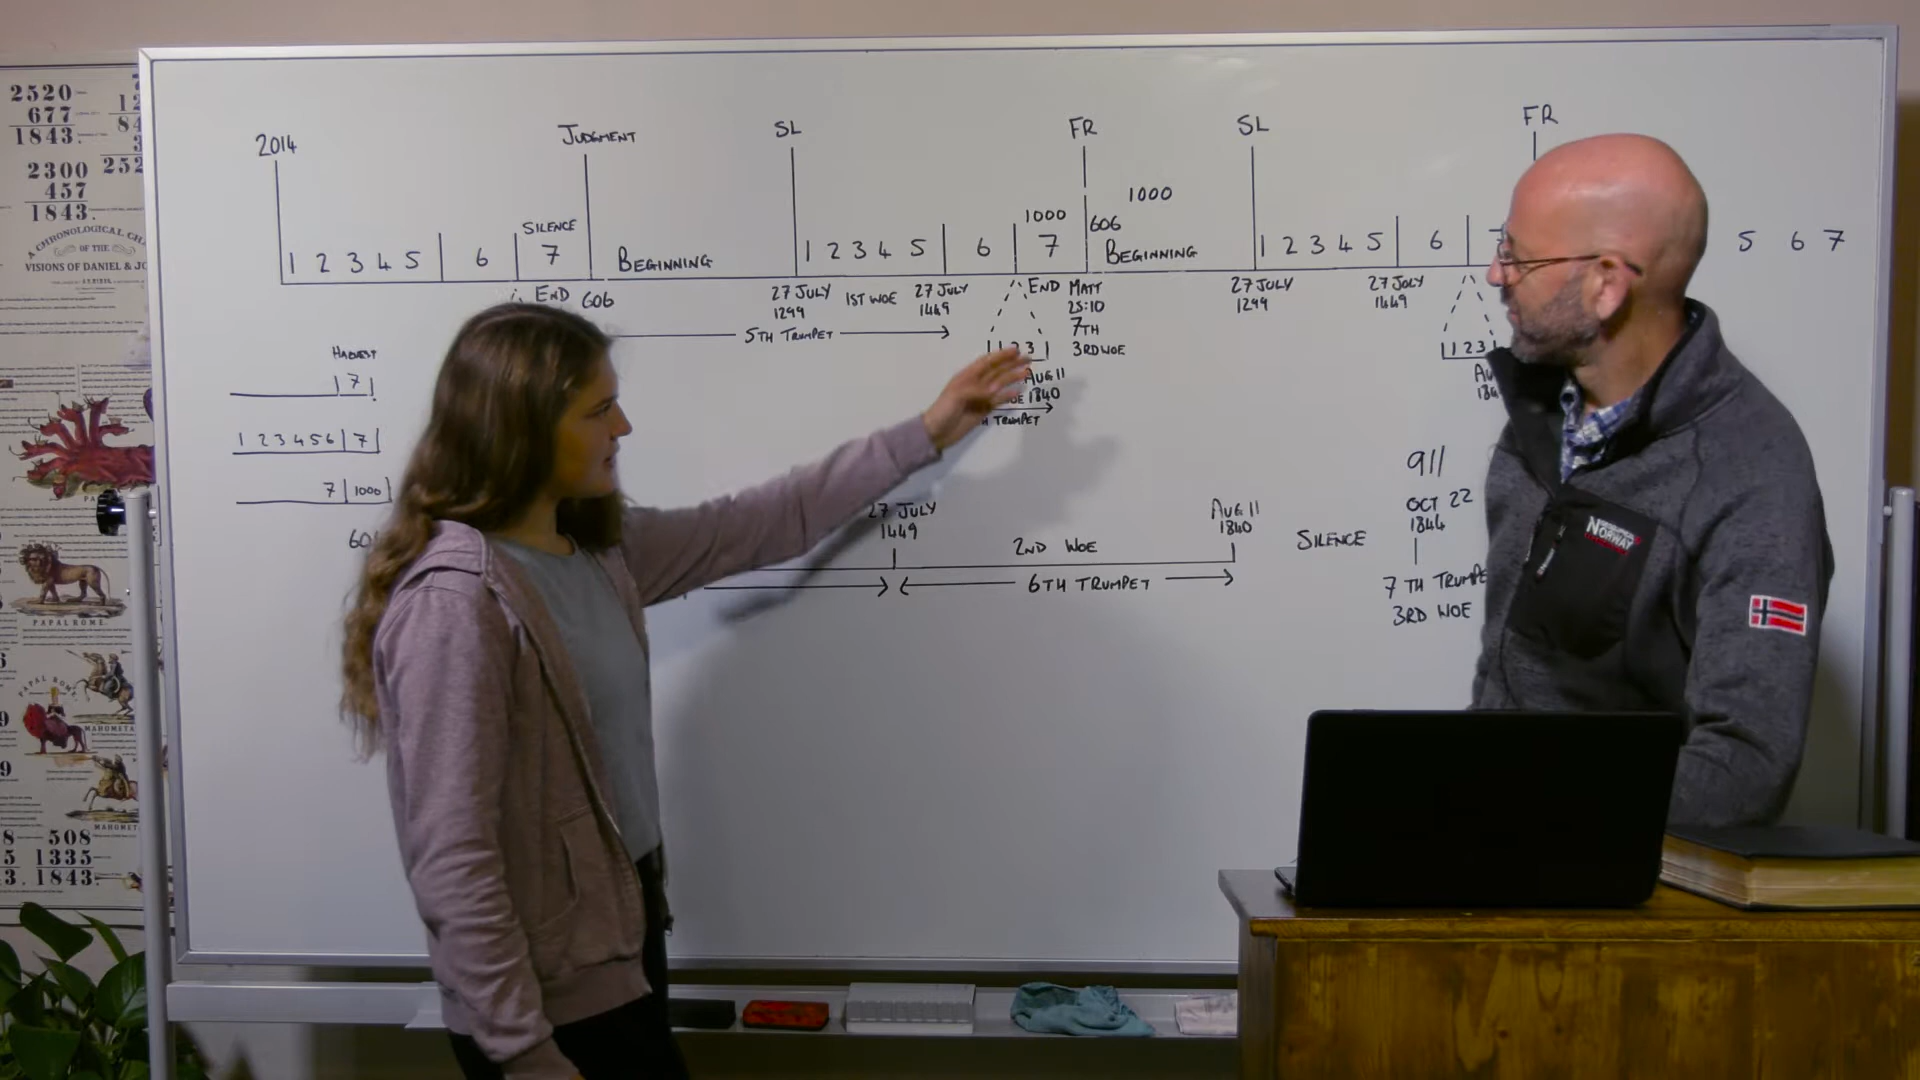 2014
JUDGMENT
SL
FR
SL
FR
1000
1000
SILENCE
606
1 2 3 4 5 6 7
BEGINNING
1 2 3 4 5 6 7
BEGINNING
1 2 3 4 5 6 7
5 6 7
END 606
27 JULY
1299
1ST WOE
27 JULY
1449
END
MATT
25:10
7TH
3RD WOE
27 JULY
1299
27 JULY
1449
5TH TRUMPET
1 2 3
1 2 3
AUG 11
1840
TRUMPET
HARVEST
7
1 2 3 4 5 6 7
7 1000
27 JULY
1449
2ND WOE
6TH TRUMPET
AUG 11
1840
SILENCE
911
OCT 22
1844
7TH
3RD WOE
NORWAY
2520
677
1843.
2300
457
1843.
A CHRONOLOGICAL
OF THE
VISIONS OF DANIEL &
PAPAL ROME.
PAPAL ROME.
508
1335
1843.